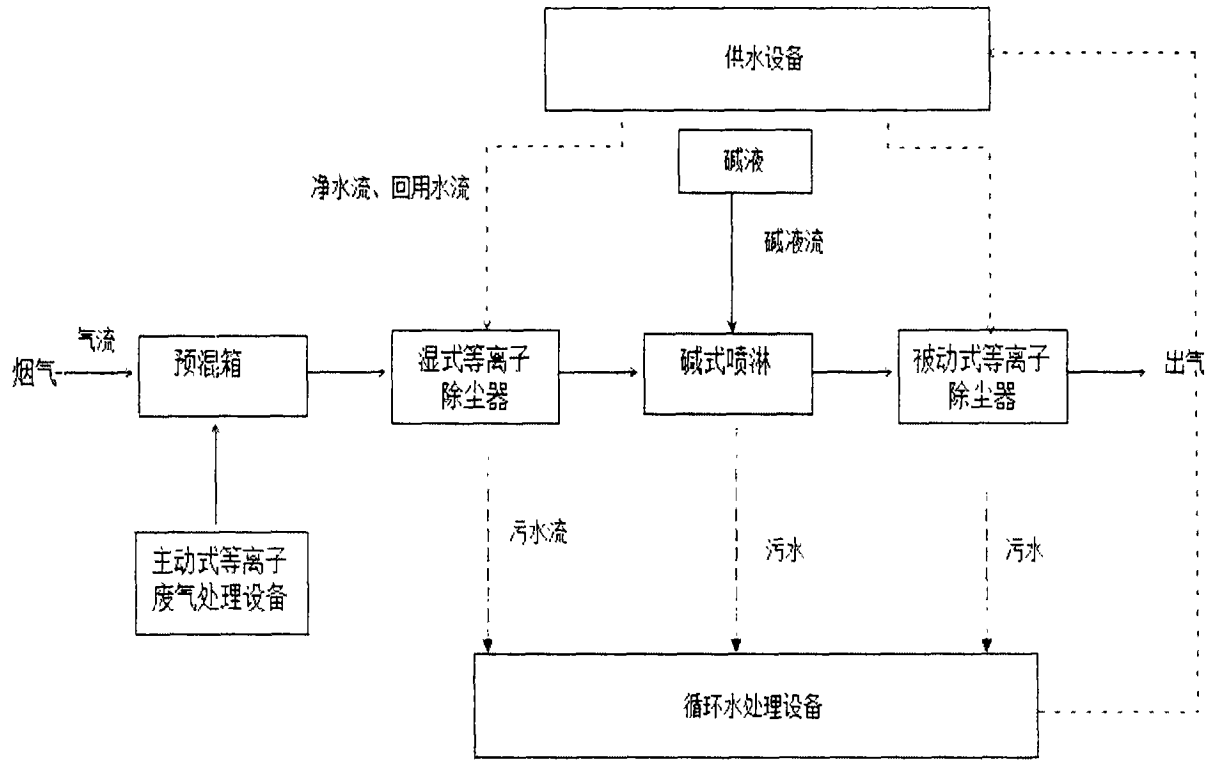 供水设备
碱液
净水流、回用水流
碱液流
气流
烟气
预混箱
湿式等离子
除尘器
碱式喷淋
被动式等离子
除尘器
出气
主动式等离子
废气处理设备
污水流
污水
污水
循环水处理设备